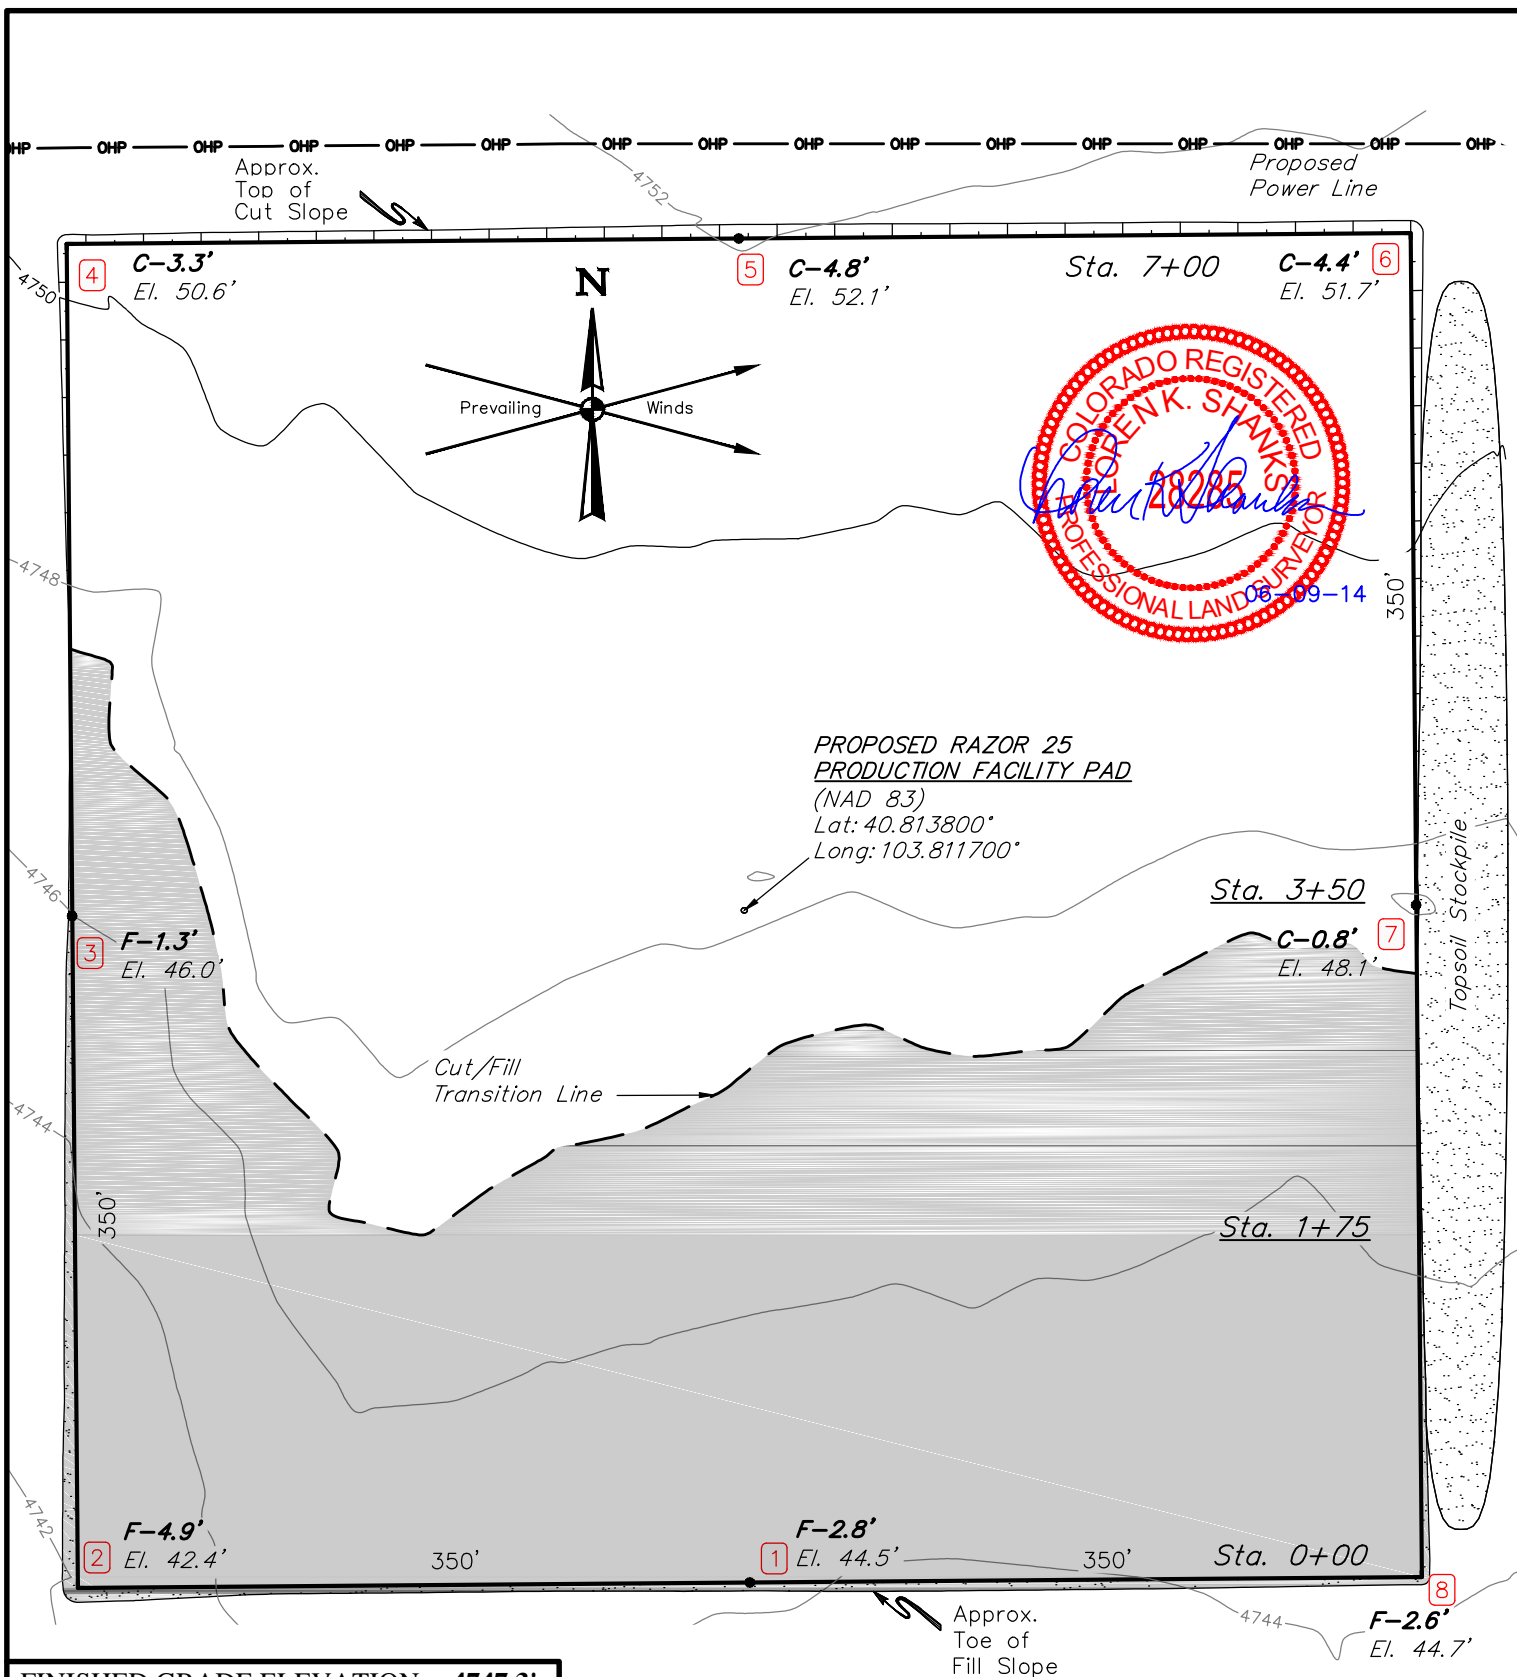 OHP OHP OHP OHP OHP OHP OHP OHP OHP OHP OHP OHP OHP OHP OHP OHP
Approx.
Top of
Cut Slope
4752
Proposed
Power Line
4
C-3.3'
El. 50.6'
5
C-4.8'
El. 52.1'
Sta. 7+00
C-4.4'
El. 51.7'
6
4750
N
Prevailing Winds
COLORADO REGISTERED
LOREN K. SHANKS
28285
PROFESSIONAL LAND SURVEYOR
06-09-14
350'
4748
PROPOSED RAZOR 25
PRODUCTION FACILITY PAD
(NAD 83)
Lat: 40.813800°
Long: 103.811700°
Topsoil Stockpile
4746
Sta. 3+50
3
F-1.3'
El. 46.0'
C-0.8'
El. 48.1'
7
Cut/Fill
Transition Line
4744
350'
Sta. 1+75
4742
2
F-4.9'
El. 42.4'
350'
1
F-2.8'
El. 44.5'
350'
Sta. 0+00
8
F-2.6'
El. 44.7'
4744
Approx.
Toe of
Fill Slope